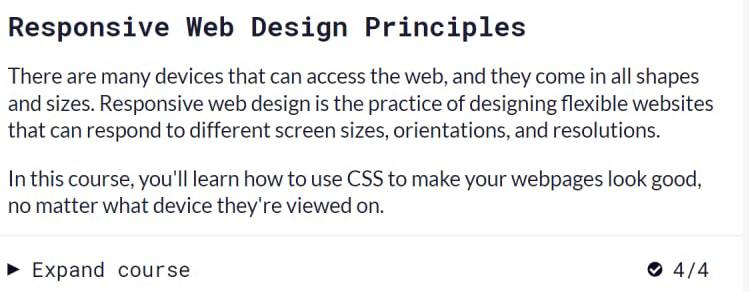 Responsive Web Design Principles
There are many devices that can access the web, and they come in all shapes
and sizes. Responsive web design is the practice of designing flexible websites
that can respond to different screen sizes, orientations, and resolutions.
In this course, you'll learn how to use CSS to make your webpages look good,
no matter what device they're viewed on.
Expand course 4/4